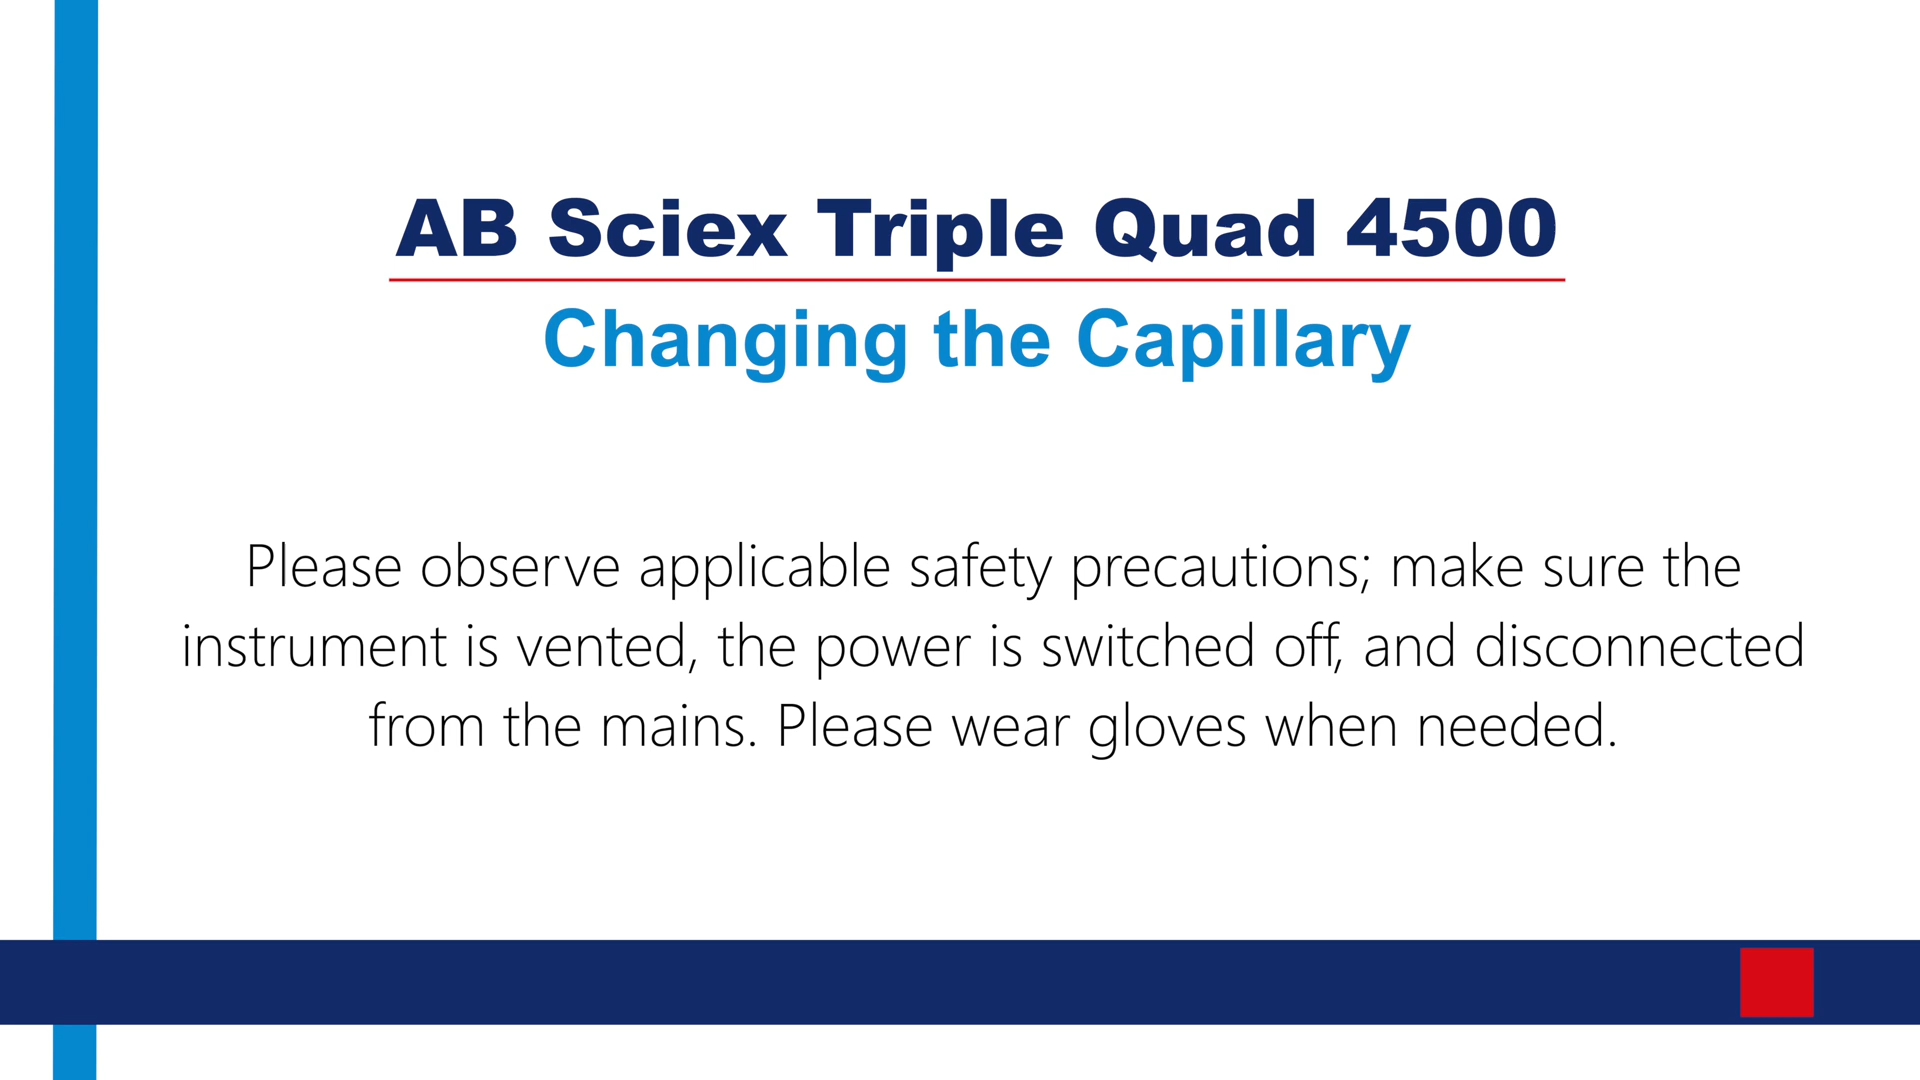 AB Sciex Triple Quad 4500
Changing the Capillary
Please observe applicable safety precautions; make sure the
instrument is vented, the power is switched off, and disconnected
from the mains. Please wear gloves when needed.